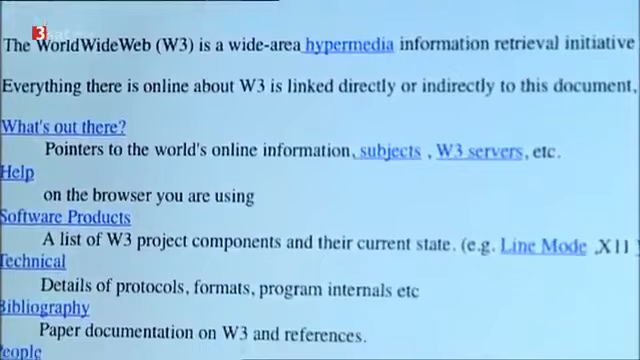 3sat
The WorldWideWeb (W3) is a wide-area hypermedia information retrieval initiative
Everything there is online about W3 is linked directly or indirectly to this document,
What's out there?
Pointers to the world's online information, subjects , W3 servers, etc.
Help
on the browser you are using
Software Products
A list of W3 project components and their current state. (e.g. Line Mode ,X11
Technical
Details of protocols, formats, program internals etc
Bibliography
Paper documentation on W3 and references.
People